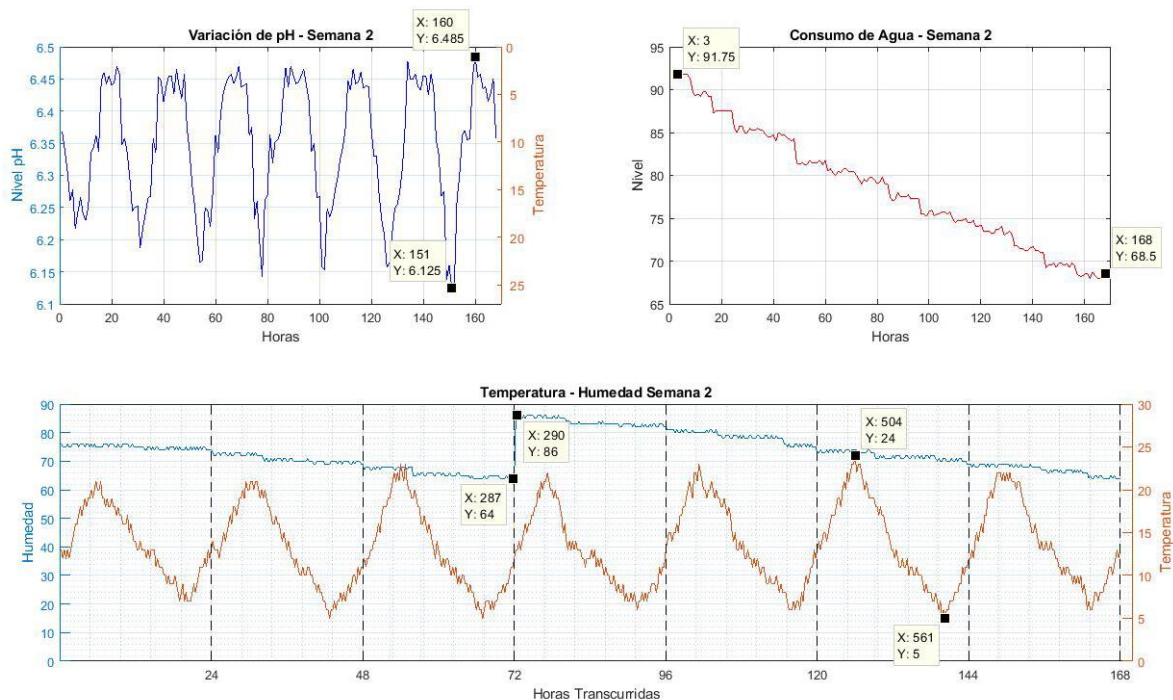 Variación de pH - Semana 2
X: 160
Y: 6.485
6.5
6.45
6.4
6.35
6.3
6.25
6.2
6.15
6.1
Nivel pH
0
5
10
15
20
25
Temperatura
X: 151
Y: 6.125
0 20 40 60 80 100 120 140 160
Horas
Consumo de Agua - Semana 2
X: 3
Y: 91.75
95
90
85
80
75
70
65
Nivel
X: 168
Y: 68.5
0 20 40 60 80 100 120 140 160
Horas
Temperatura - Humedad Semana 2
90
80
70
60
50
40
30
20
10
0
Humedad
X: 290
Y: 86
X: 287
Y: 64
X: 504
Y: 24
X: 561
Y: 5
30
25
20
15
10
5
0
Temperatura
24 48 72 96 120 144 168
Horas Transcurridas